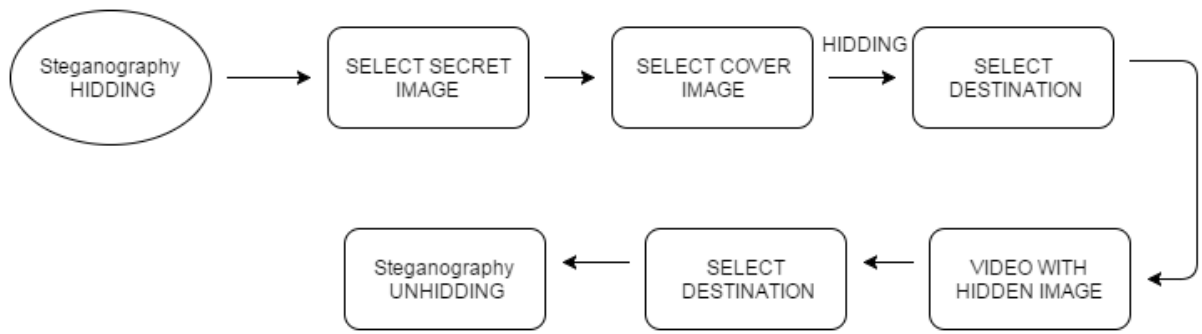 Steganography
HIDDING
SELECT SECRET
IMAGE
SELECT COVER
IMAGE
HIDDING
SELECT
DESTINATION
Steganography
UNHIDDING
SELECT
DESTINATION
VIDEO WITH
HIDDEN IMAGE